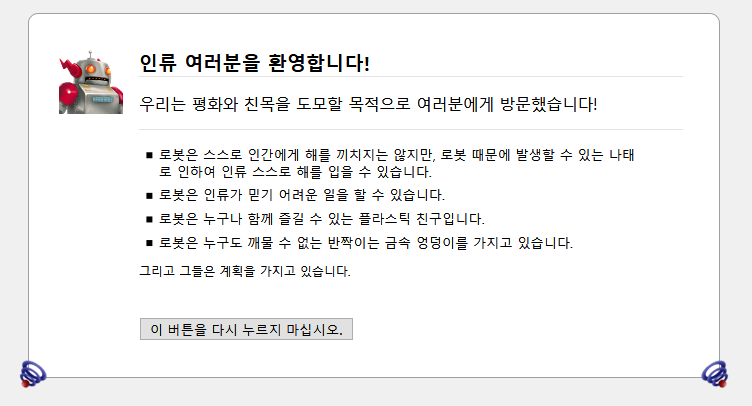 인류 여러분을 환영합니다!
우리는 평화와 친목을 도모할 목적으로 여러분에게 방문했습니다!
로봇은 스스로 인간에게 해를 끼치지는 않지만, 로봇 때문에 발생할 수 있는 나태
로 인하여 인류 스스로 해를 입을 수 있습니다.
로봇은 인류가 믿기 어려운 일을 할 수 있습니다.
로봇은 누구나 함께 즐길 수 있는 플라스틱 친구입니다.
로봇은 누구도 깨물 수 없는 반짝이는 금속 엉덩이를 가지고 있습니다.
그리고 그들은 계획을 가지고 있습니다.
이 버튼을 다시 누르지 마십시오.